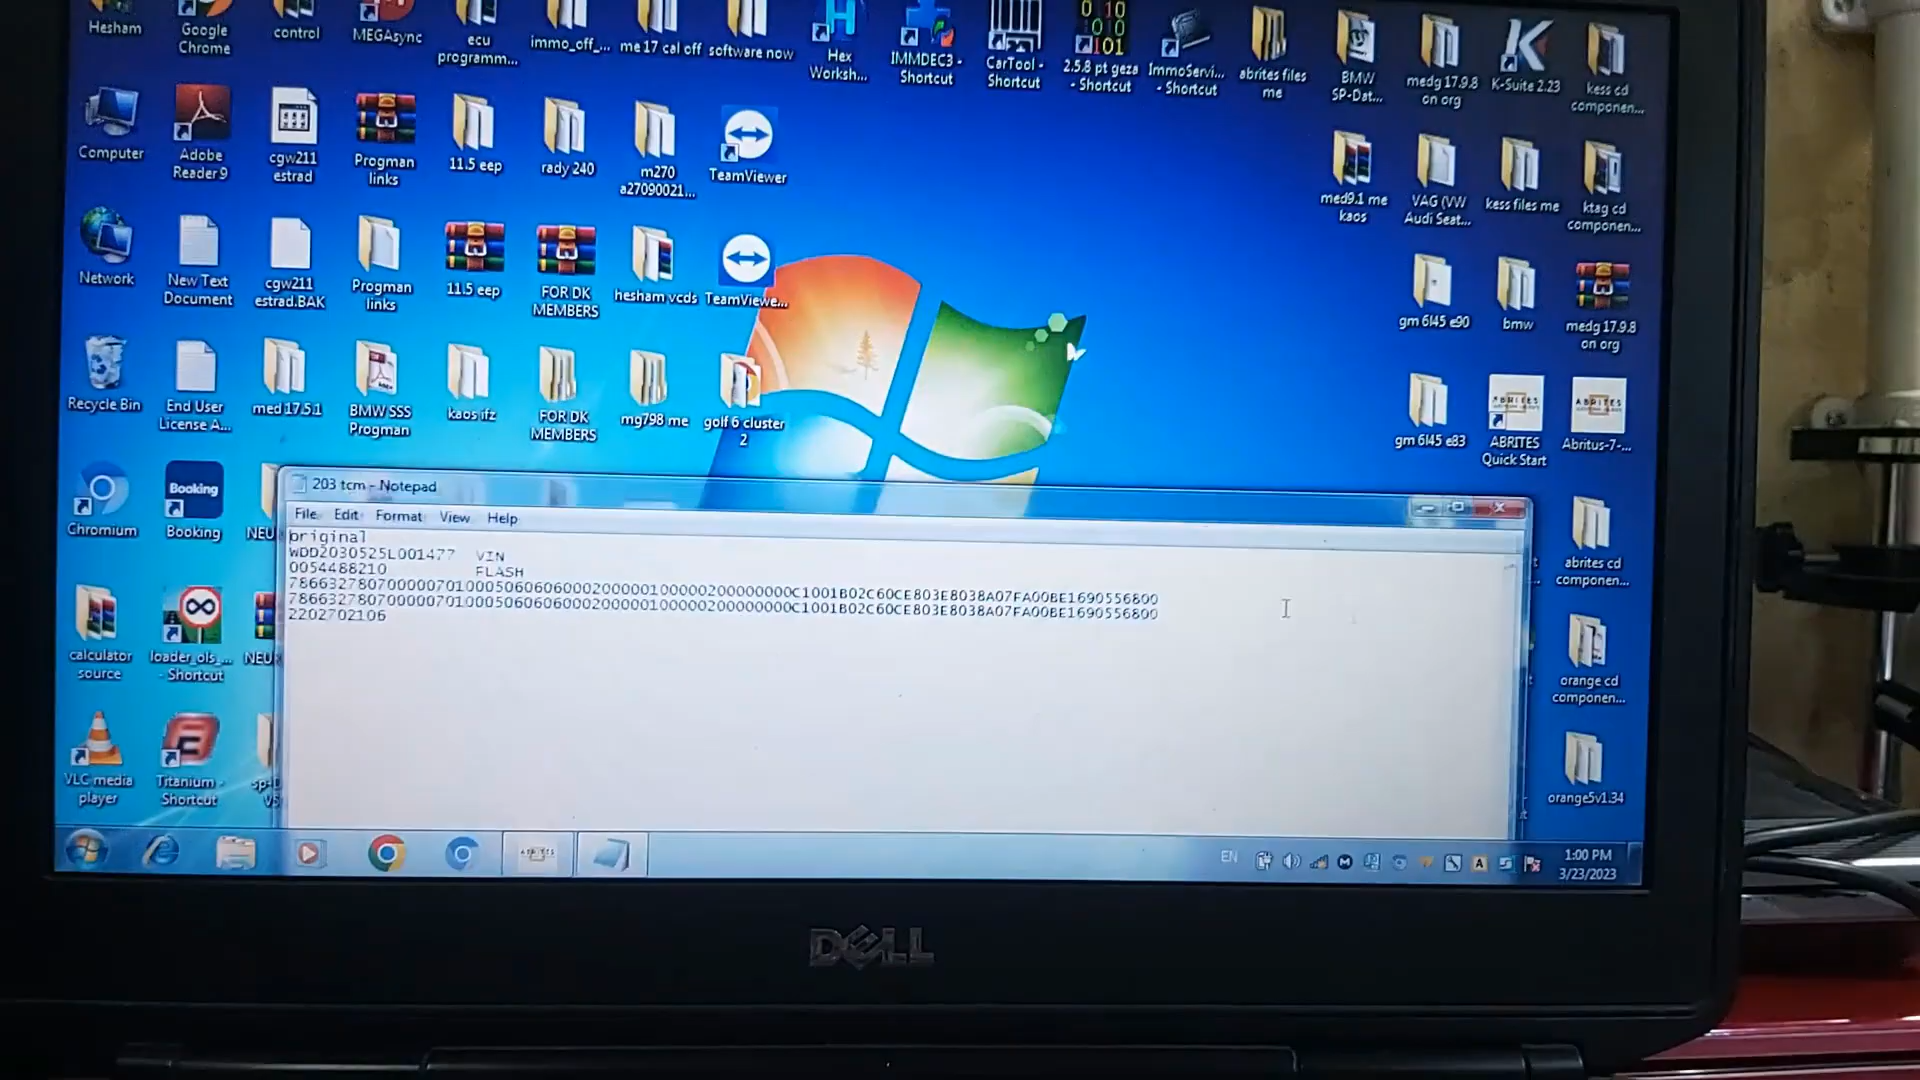 Hesham
Google Chrome
control
MEGAsync
ecu programm...
immo_off_...
me 17 cal off
software now
Hex Worksh...
IMMDEC3 - Shortcut
CarTool - Shortcut
2.5.8 pt geza - Shortcut
ImmoServi... - Shortcut
abrites files me
BMW SP-Dat...
medg 17.9.8 on org
K-Suite 2.23
kess cd componen...
Computer
Adobe Reader 9
cgw211 estrad
Progman links
11.5 eep
rady 240
m270 a27090021...
TeamViewer
med9.1 me kaos
VAG (VW Audi Seat...
kess files me
ktag cd componen...
Network
New Text Document
cgw211 estrad.BAK
Progman links
11.5 eep
FOR DK MEMBERS
hesham vcds
TeamViewe...
gm 6l45 e90
bmw
medg 17.9.8 on org
Recycle Bin
End User License A...
med 17.5.1
BMW SSS Progman
kaos ifz
FOR DK MEMBERS
mg798 me
golf 6 cluster 2
gm 6l45 e83
ABRITES Quick Start
Abritus-7-...
Chromium
Booking
Booking
NEU
abrites cd componen...
203 tcm - Notepad
File Edit Format View Help
original
WDD2030525L001477 VIN
0054488210 FLASH
78663278070000070100050606060002000001000002000000000C1001B02C60CE803E8038A07FA00BE1690556800
78663278070000070100050606060002000001000002000000000C1001B02C60CE803E8038A07FA00BE1690556800
2202702106
calculator source
loader_ols_... - Shortcut
NEU
orange cd componen...
VLC media player
Titanium - Shortcut
orange5v1.34
ABRITES
EN
1:00 PM
3/23/2023
DELL